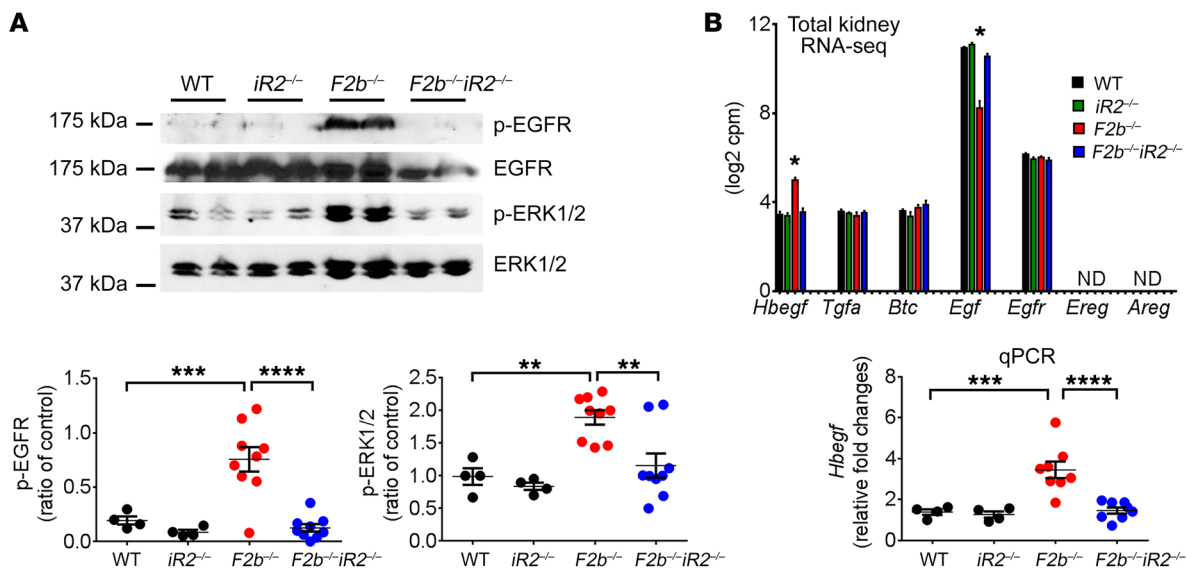 A
WT iR2–/– F2b–/– F2b–/–iR2–/–
175 kDa p-EGFR
175 kDa EGFR
37 kDa p-ERK1/2
37 kDa ERK1/2
B
Total kidney
RNA-seq
(log2 cpm)
12
8
4
0
*
*
WT
iR2–/–
F2b–/–
F2b–/–iR2–/–
ND ND
Hbegf Tgfa Btc Egf Egfr Ereg Areg
p-EGFR
(ratio of control)
1.5
1.0
0.5
0.0
*** ****
WT iR2–/– F2b–/– F2b–/–iR2–/–
p-ERK1/2
(ratio of control)
2.5
2.0
1.5
1.0
0.5
0.0
** **
WT iR2–/– F2b–/– F2b–/–iR2–/–
qPCR
Hbegf
(relative fold changes)
8
6
4
2
0
*** ****
WT iR2–/– F2b–/– F2b–/–iR2–/–